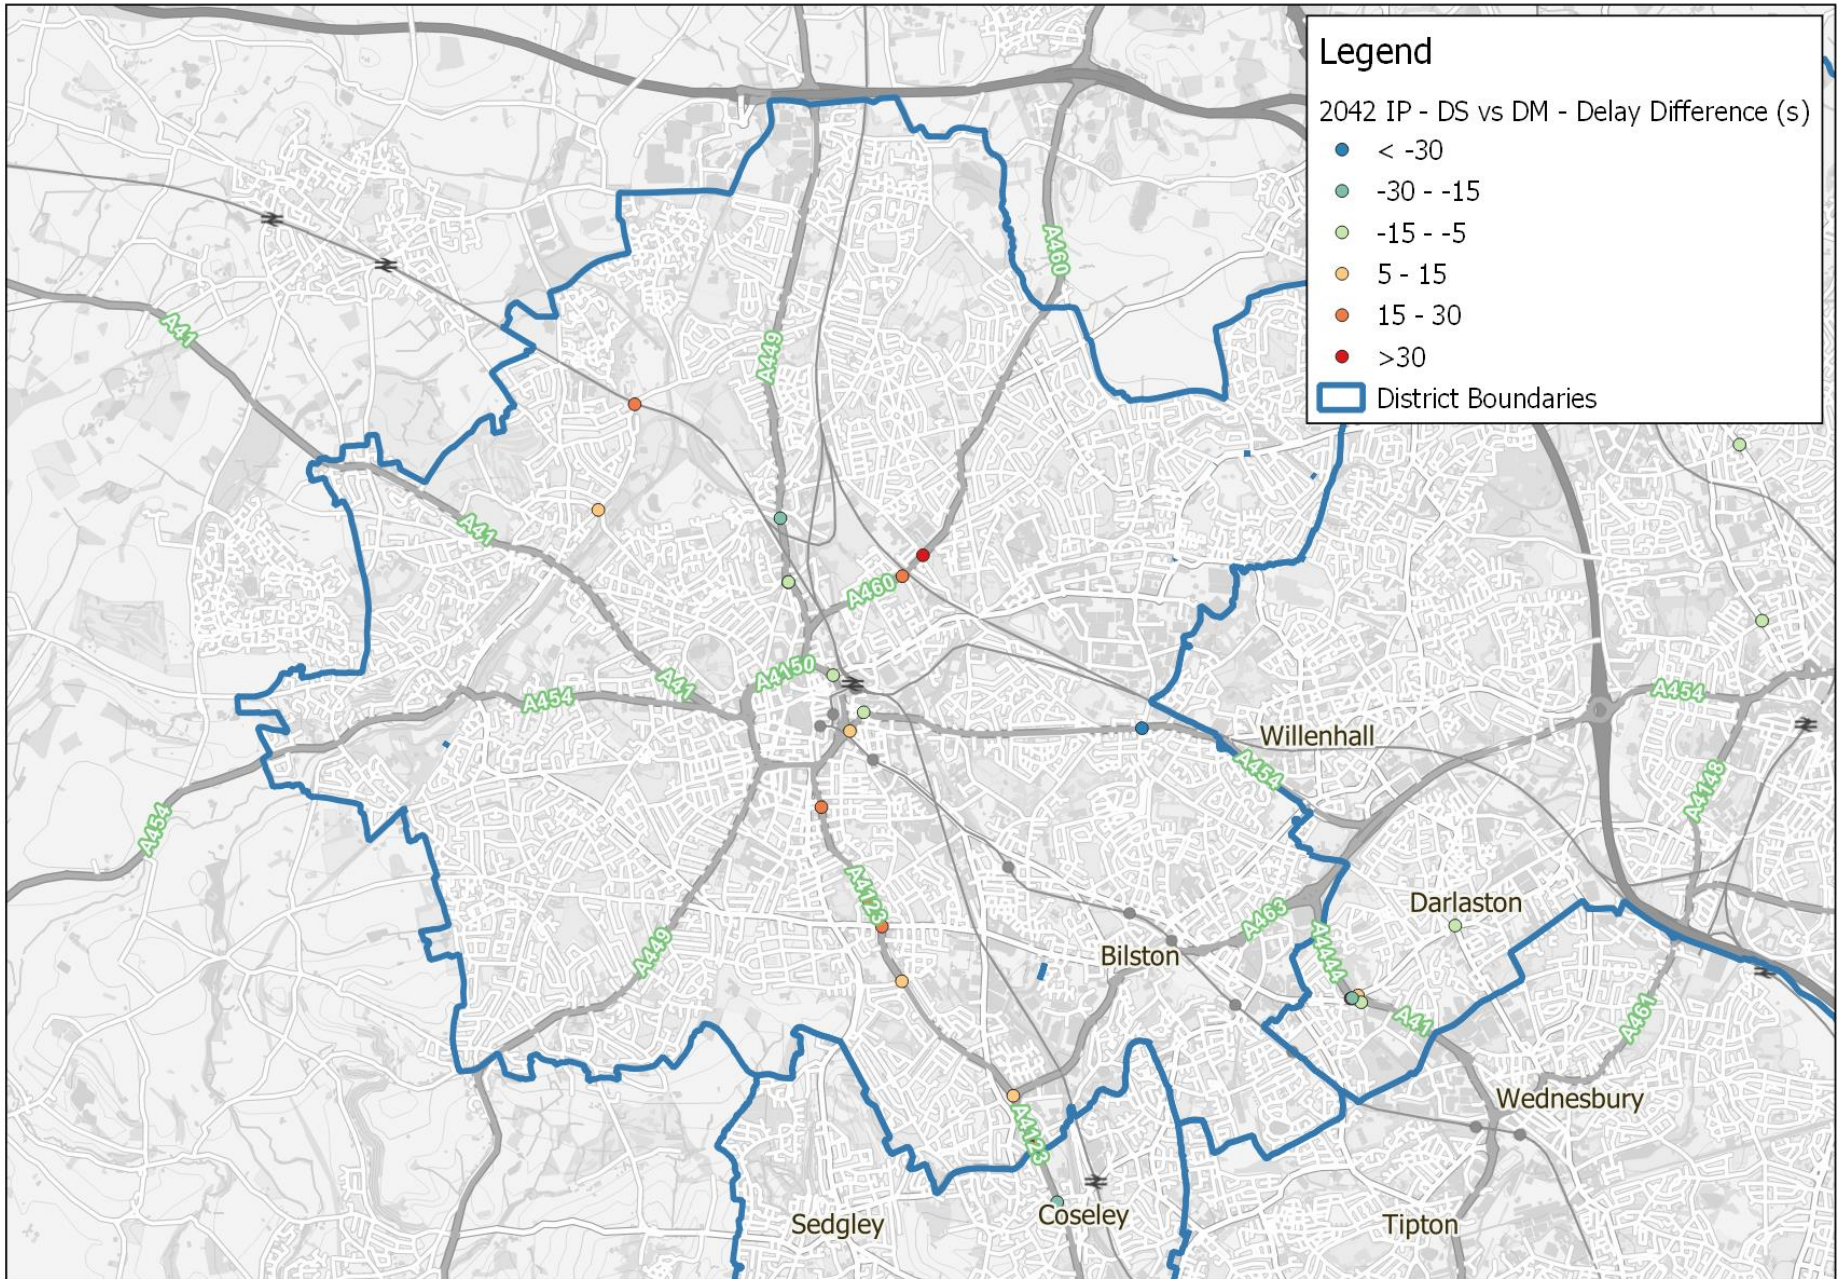 Legend
2042 IP - DS vs DM - Delay Difference (s)
< -30
-30 - -15
-15 - -5
5 - 15
15 - 30
>30
District Boundaries
A460
A41
A449
A41
A460
A4150
A41
A454
A454
Willenhall
A454
A4148
A454
A4123
Darlaston
A463
A449
A4444
Bilston
A41
A461
Wednesbury
A4123
Sedgley
Coseley
Tipton